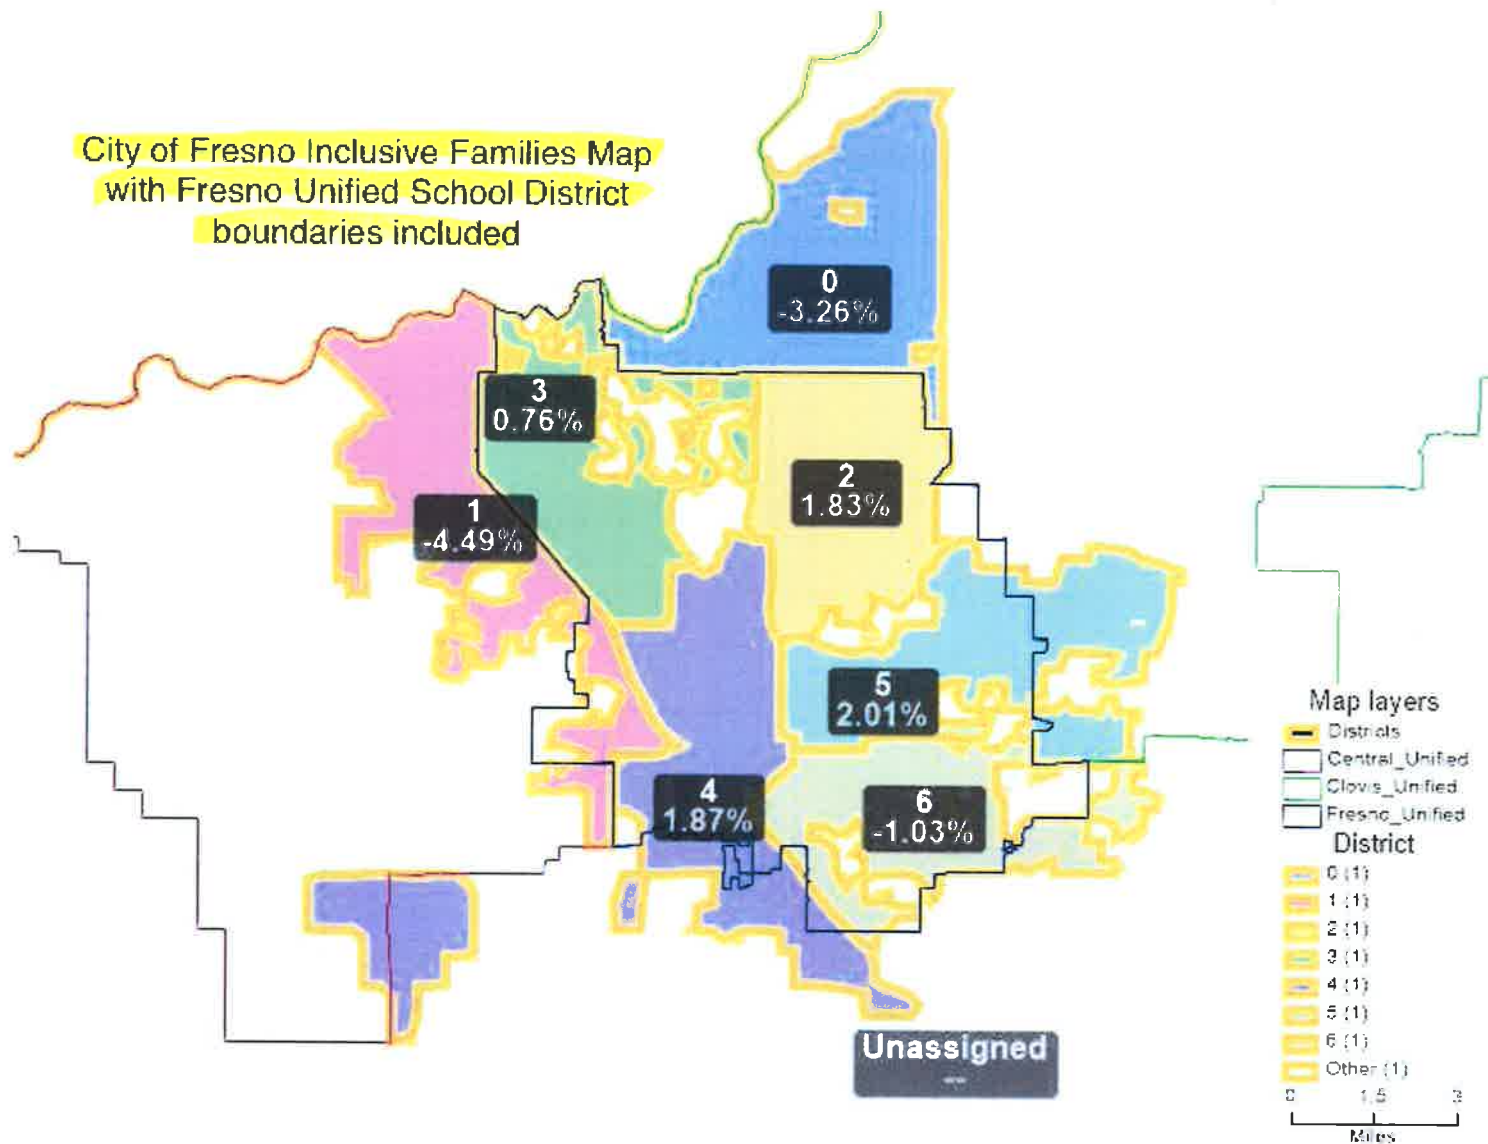 City of Fresno Inclusive Families Map
with Fresno Unified School District
boundaries included
0
-3.26%
3
0.76%
2
1.83%
1
-4.49%
5
2.01%
4
1.87%
6
-1.03%
Unassigned
--
Map layers
Districts
Central_Unified
Clovis_Unified
Fresno_Unified
District
0 (1)
1 (1)
2 (1)
3 (1)
4 (1)
5 (1)
6 (1)
Other (1)
0 1.5 3
Miles